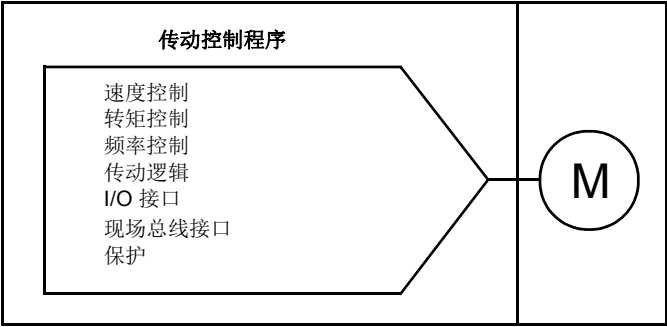 传动控制程序
速度控制
转矩控制
频率控制
传动逻辑
I/O 接口
现场总线接口
保护
M